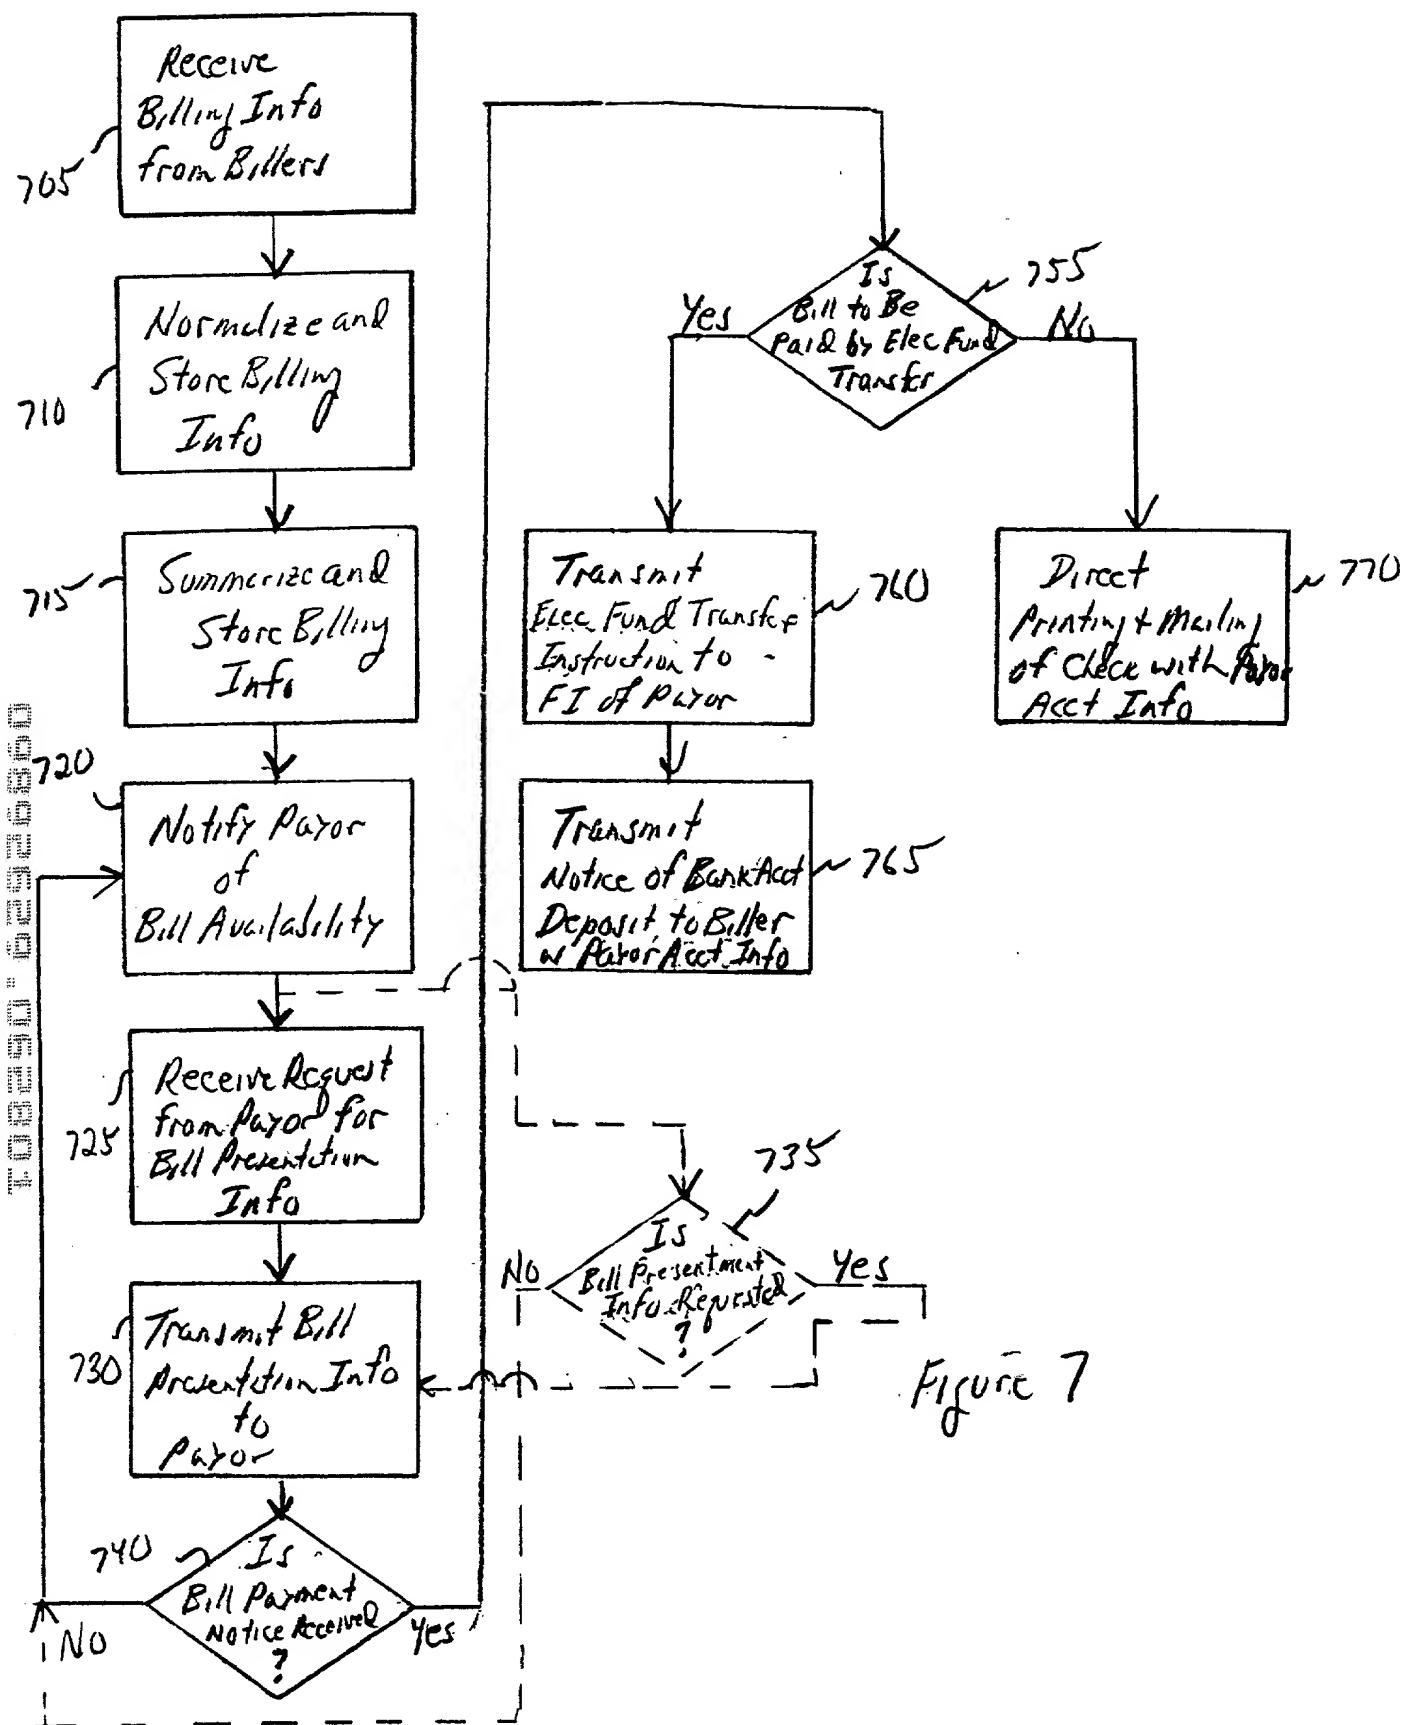 Receive
Billing Info
from Billers
705
Normalize and
Store Billing
Info
710
Summarize and
Store Billing
Info
715
720
Notify Payor
of
Bill Availability
Receive Request
from Payor for
Bill Presentation
Info
725
Transmit Bill
Presentation Info
to
Payor
730
740
Is
Bill Payment
Notice Received
?
No
Yes
Is
Bill to Be
Paid by Elec Fund
Transfer
755
Yes
No
Transmit
Elec Fund Transfer
Instruction to
FI of Payor
760
Direct
Printing + Mailing
of Check with Payor
Acct Info
770
Transmit
Notice of Bank Acct
Deposit to Biller
w Payor Acct Info
765
735
Is
Bill Presentment
Info Requested
?
No
Yes
Figure 7